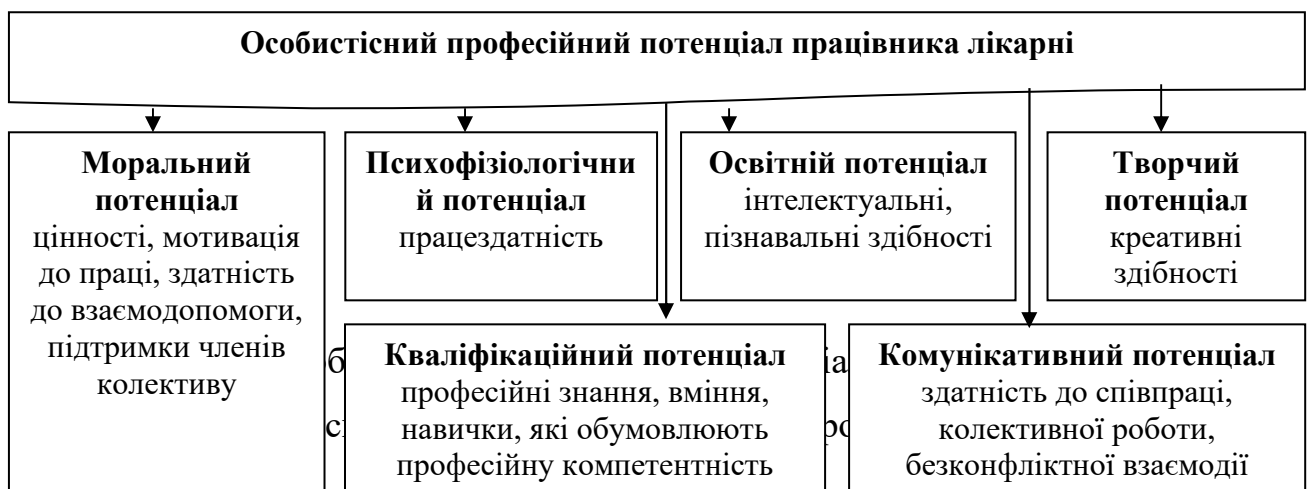 Особистісний професійний потенціал працівника лікарні
Моральний
потенціал
цінності, мотивація
до праці, здатність
до взаємодопомоги,
підтримки членів
колективу
Психофізіологічни
й потенціал
працездатність
Освітній потенціал
інтелектуальні,
пізнавальні здібності
Творчий
потенціал
креативні
здібності
Кваліфікаційний потенціал
професійні знання, вміння,
навички, які обумовлюють
професійну компетентність
Комунікативний потенціал
здатність до співпраці,
колективної роботи,
безконфліктної взаємодії